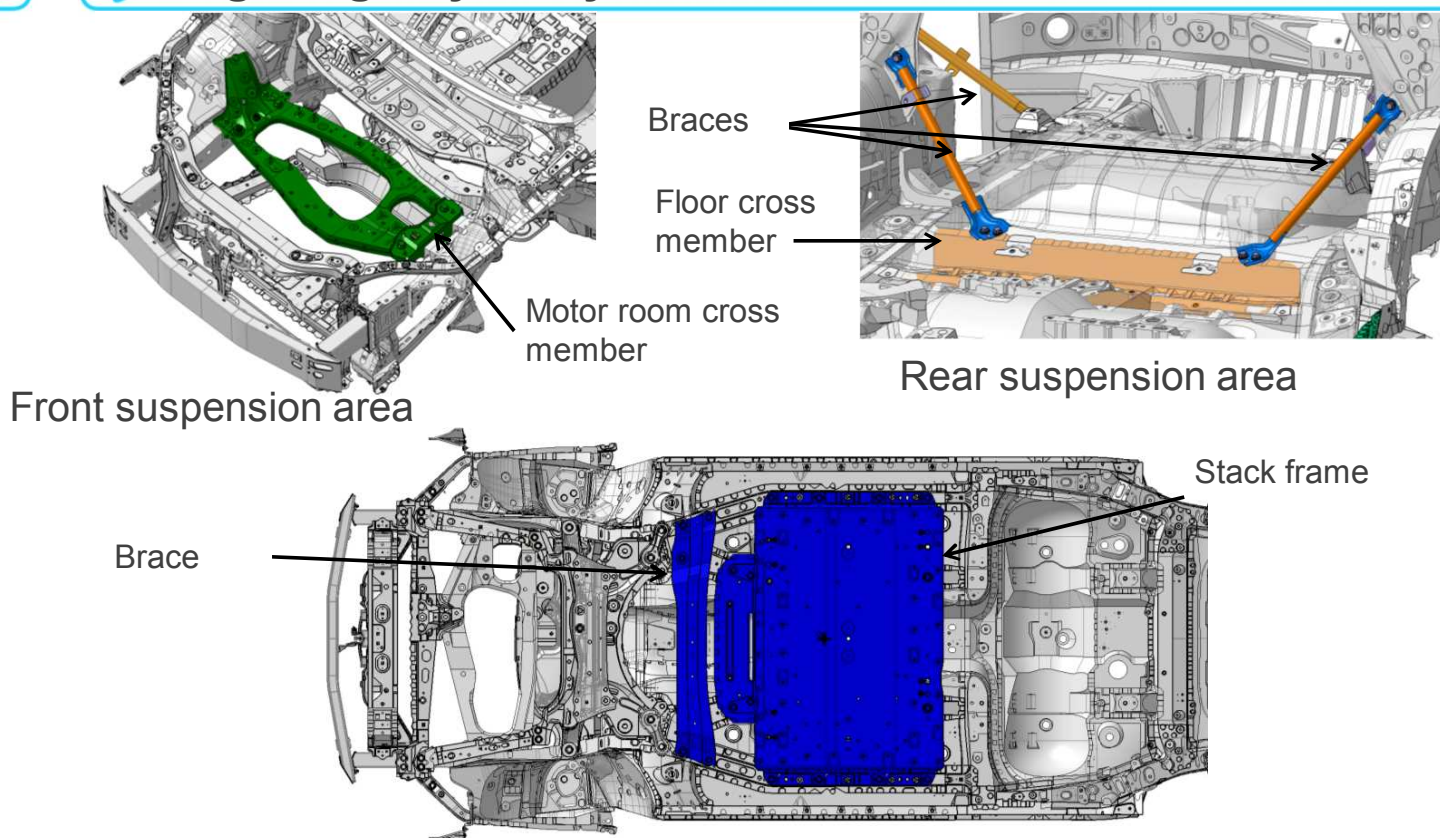 Braces
Floor cross
member
Motor room cross
member
Front suspension area
Rear suspension area
Stack frame
Brace